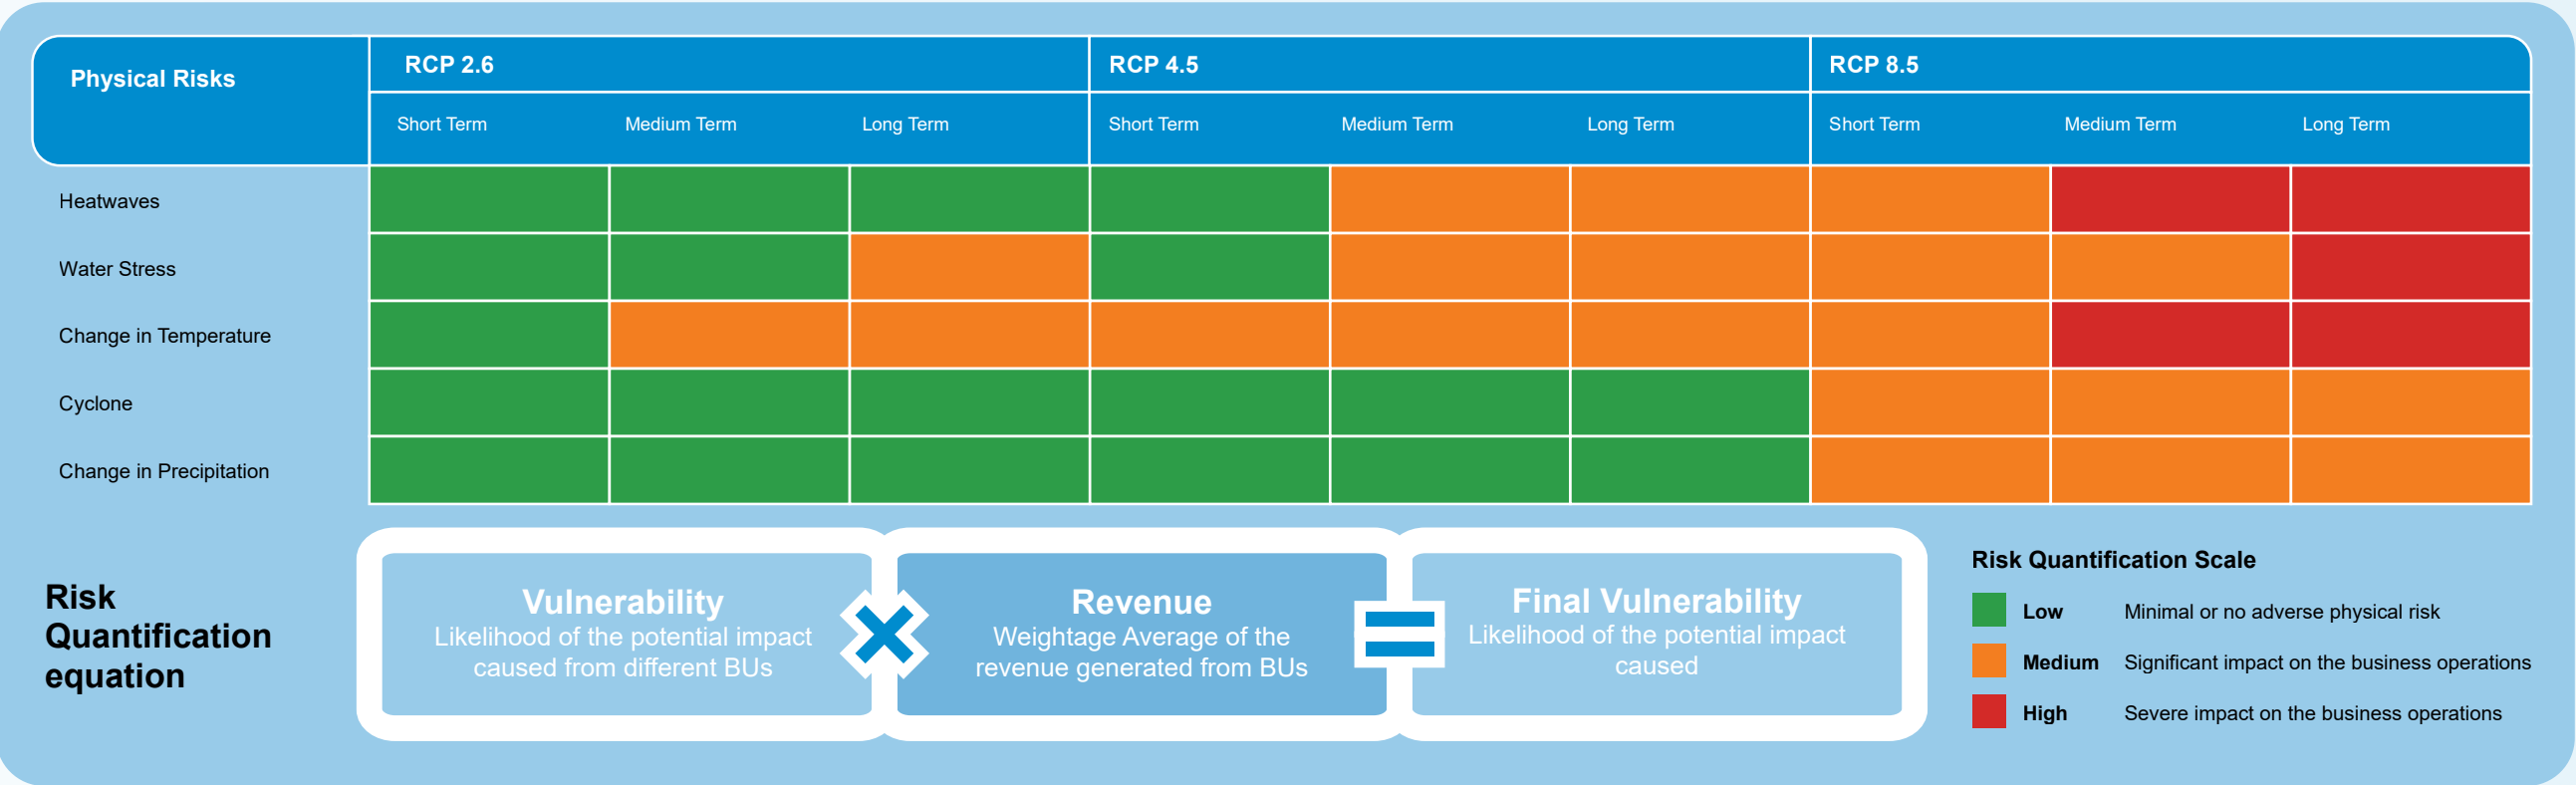 Physical Risks
RCP 2.6
RCP 4.5
RCP 8.5
Short Term
Medium Term
Long Term
Short Term
Medium Term
Long Term
Short Term
Medium Term
Long Term
Heatwaves
Water Stress
Change in Temperature
Cyclone
Change in Precipitation
Risk
Quantification
equation
Vulnerability
Likelihood of the potential impact
caused from different BUs
Revenue
Weightage Average of the
revenue generated from BUs
Final Vulnerability
Likelihood of the potential impact
caused
Risk Quantification Scale
Low Minimal or no adverse physical risk
Medium Significant impact on the business operations
High Severe impact on the business operations